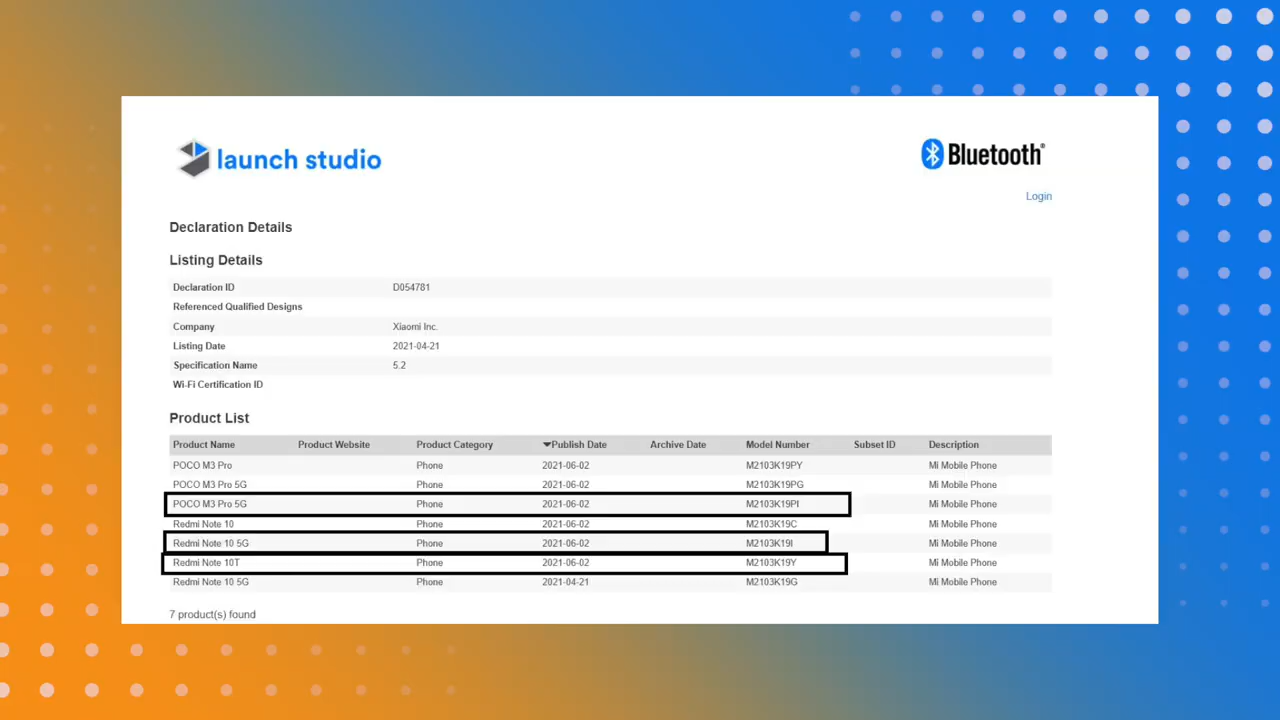 launch studio
Bluetooth®
Login
Declaration Details
Listing Details
Declaration ID D054781
Referenced Qualified Designs
Company Xiaomi Inc.
Listing Date 2021-04-21
Specification Name 5.2
Wi-Fi Certification ID
Product List
Product Name Product Website Product Category Publish Date Archive Date Model Number Subset ID Description
POCO M3 Pro Phone 2021-06-02 M2103K19PY Mi Mobile Phone
POCO M3 Pro 5G Phone 2021-06-02 M2103K19PG Mi Mobile Phone
POCO M3 Pro 5G Phone 2021-06-02 M2103K19PI Mi Mobile Phone
Redmi Note 10 Phone 2021-06-02 M2103K19C Mi Mobile Phone
Redmi Note 10 5G Phone 2021-06-02 M2103K19I Mi Mobile Phone
Redmi Note 10T Phone 2021-06-02 M2103K19Y Mi Mobile Phone
Redmi Note 10 5G Phone 2021-04-21 M2103K19G Mi Mobile Phone
7 product(s) found